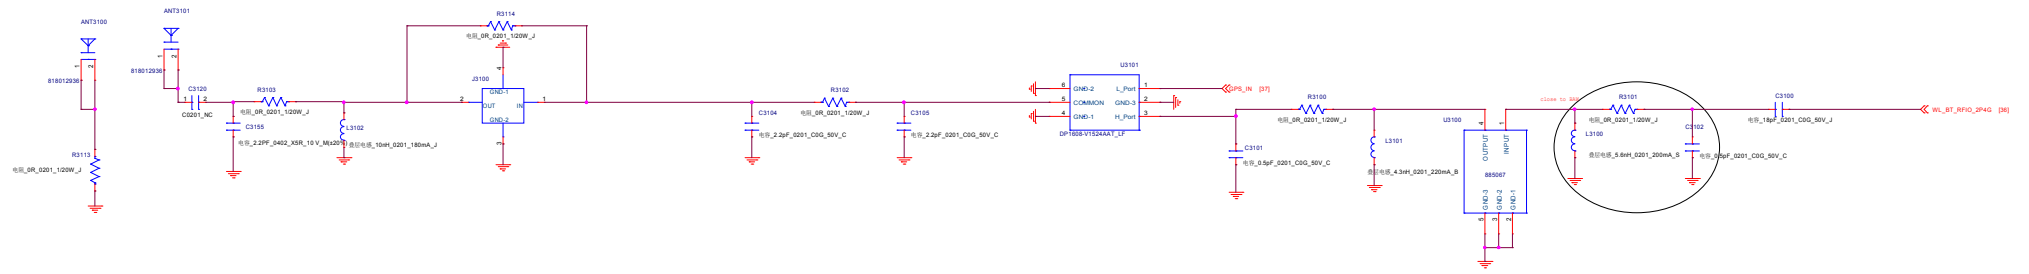 ANT3100
1
2
818012936
R3113
电阻_0R_0201_1/20W_J
ANT3101
1
2
818012936
C3120
1
2
C0201_NC
R3103
电阻_0R_0201_1/20W_J
C3155
电容_2.2PF_0402_X5R_10 V_M(±20%)
L3102
叠层电感_10nH_0201_180mA_J
R3114
电阻_0R_0201_1/20W_J
J3100
4
GND-1
2
OUT
IN
1
GND-2
3
C3104
电容_2.2pF_0201_C0G_50V_C
R3102
电阻_0R_0201_1/20W_J
C3105
电容_2.2pF_0201_C0G_50V_C
U3101
6
GND-2
L_Port
1
5
COMMON
GND-3
2
4
GND-1
H_Port
3
DP1608-V1524AAT_LF
GPS_IN [37]
C3101
电容_0.5pF_0201_C0G_50V_C
R3100
电阻_0R_0201_1/20W_J
L3101
叠层电感_4.3nH_0201_220mA_B
U3100
4
1
OUTPUT
INPUT
885067
GND-3
GND-2
GND-1
5
3
2
close to
R3101
电阻_0R_0201_1/20W_J
L3100
叠层电感_5.6nH_0201_200mA_S
C3102
电容_0.5pF_0201_C0G_50V_C
C3100
电容_18pF_0201_C0G_50V_J
WL_BT_RFIO_2P4G [36]